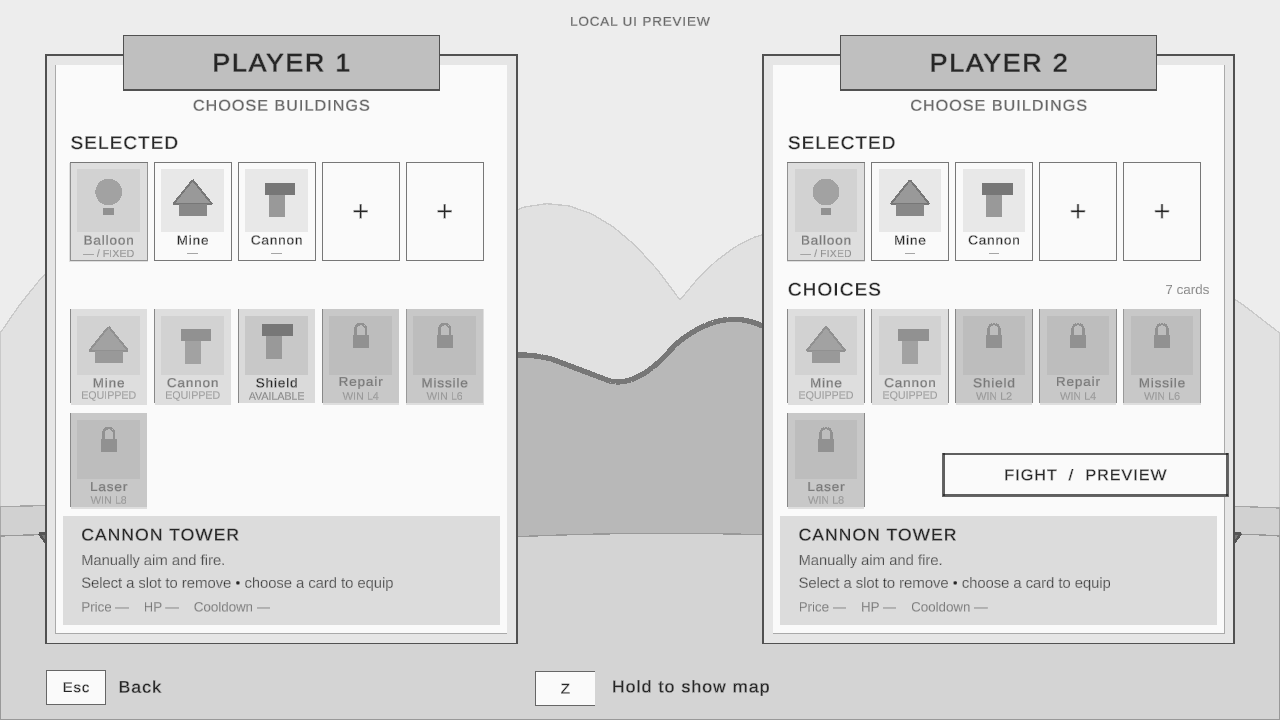 LOCAL UI PREVIEW
PLAYER 1
CHOOSE BUILDINGS
SELECTED
Balloon
— / FIXED
Mine
—
Cannon
—
+
+
Mine
EQUIPPED
Cannon
EQUIPPED
Shield
AVAILABLE
Repair
WIN L4
Missile
WIN L6
Laser
WIN L8
CANNON TOWER
Manually aim and fire.
Select a slot to remove • choose a card to equip
Price — HP — Cooldown —
PLAYER 2
CHOOSE BUILDINGS
SELECTED
Balloon
— / FIXED
Mine
—
Cannon
—
+
+
CHOICES 7 cards
Mine
EQUIPPED
Cannon
EQUIPPED
Shield
WIN L2
Repair
WIN L4
Missile
WIN L6
Laser
WIN L8
FIGHT / PREVIEW
CANNON TOWER
Manually aim and fire.
Select a slot to remove • choose a card to equip
Price — HP — Cooldown —
Esc Back
Z Hold to show map